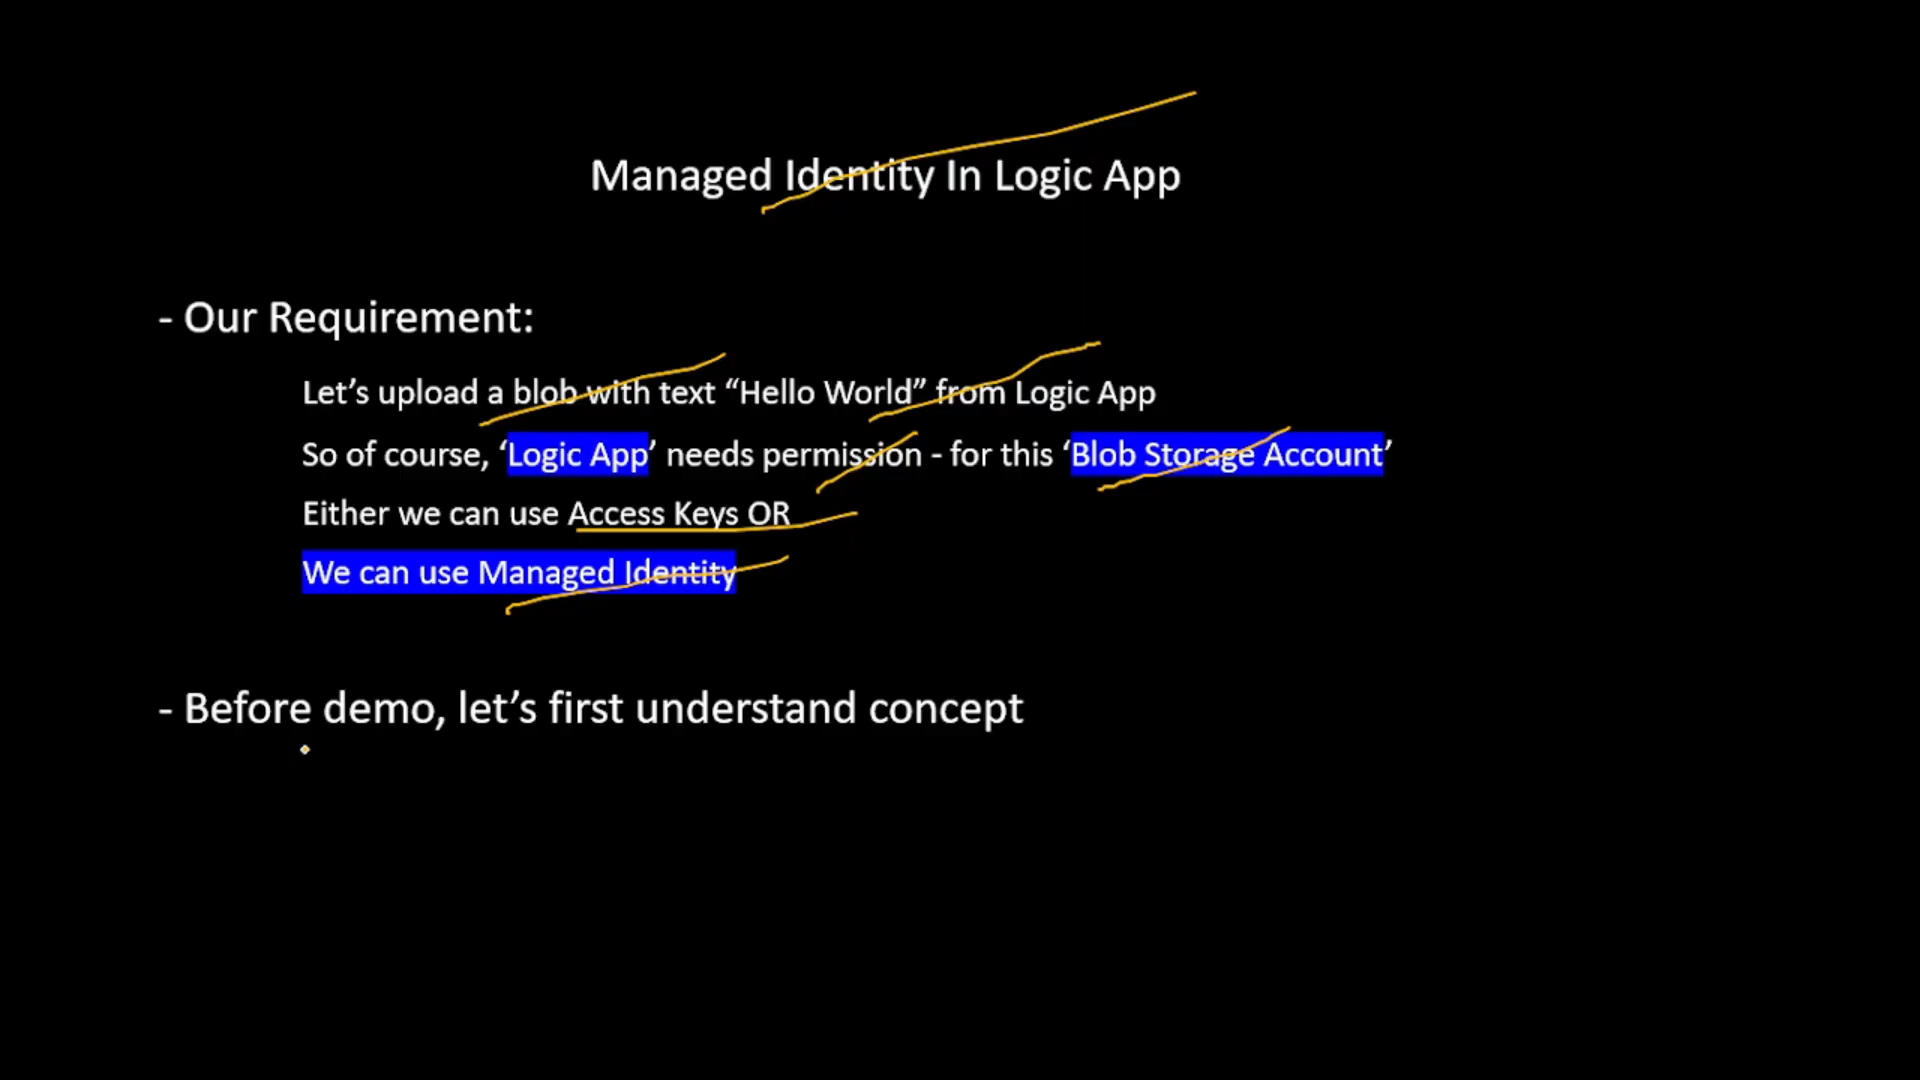 Managed Identity In Logic App
- Our Requirement:
Let’s upload a blob with text “Hello World” from Logic App
So of course, ‘Logic App’ needs permission - for this ‘Blob Storage Account’
Either we can use Access Keys OR
We can use Managed Identity
- Before demo, let’s first understand concept